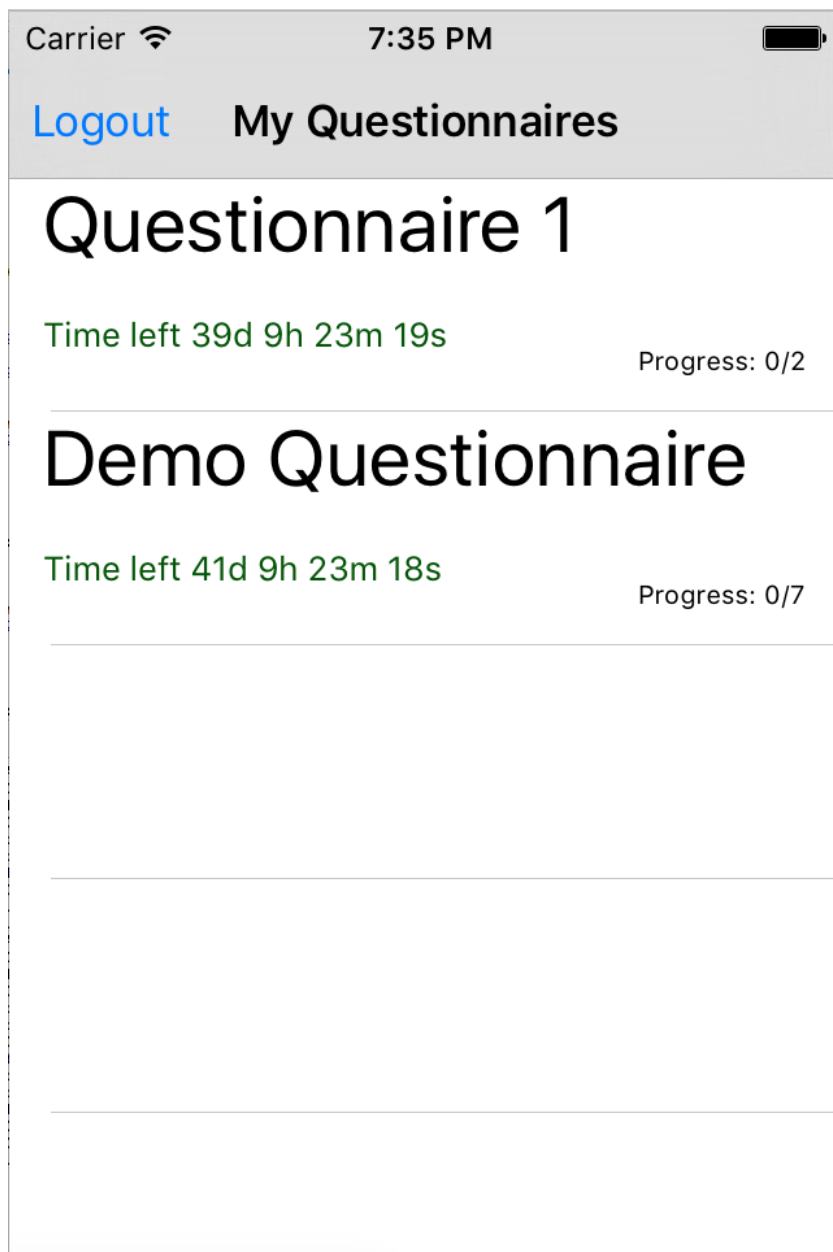 Carrier 7:35 PM
Logout My Questionnaires
Questionnaire 1
Time left 39d 9h 23m 19s
Progress: 0/2
Demo Questionnaire
Time left 41d 9h 23m 18s
Progress: 0/7